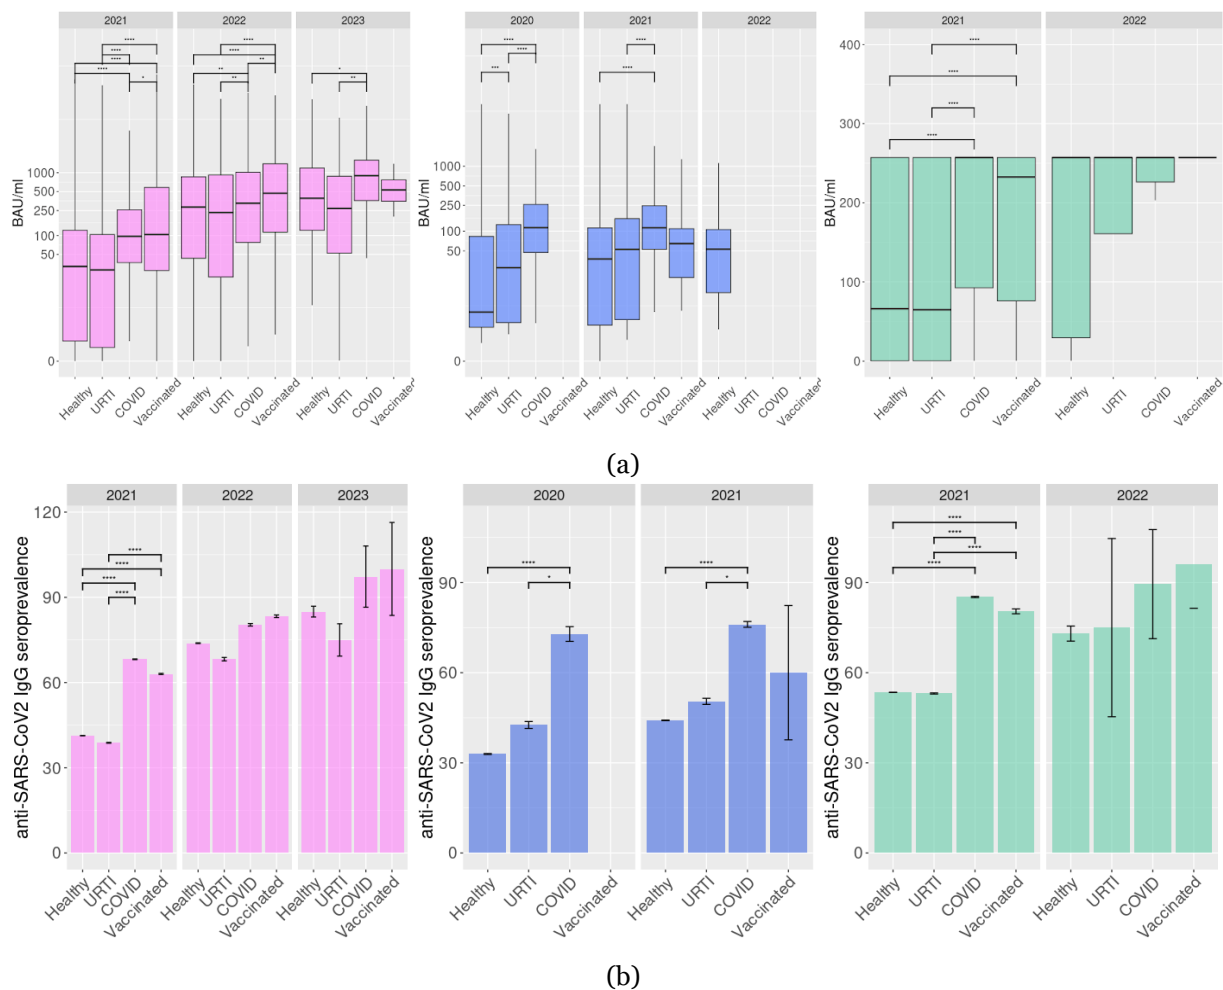 2021 2022 2023
BAU/ml
1000
500
250
100
50
0
**** **** **** **** *
**** **** ** ** **
* **
Healthy URTI COVID Vaccinated Healthy URTI COVID Vaccinated Healthy URTI COVID Vaccinated
2020 2021 2022
BAU/ml
1000
500
250
100
50
0
**** **** ***
**** ****
Healthy URTI COVID Vaccinated Healthy URTI COVID Vaccinated Healthy URTI COVID Vaccinated
2021 2022
BAU/ml
400
300
200
100
0
****
****
****
****
Healthy URTI COVID Vaccinated Healthy URTI COVID Vaccinated
(a)
2021 2022 2023
anti-SARS-CoV2 IgG seroprevalence
120
90
60
30
0
****
****
****
****
Healthy URTI COVID Vaccinated Healthy URTI COVID Vaccinated Healthy URTI COVID Vaccinated
2020 2021
anti-SARS-CoV2 IgG seroprevalence
90
60
30
0
**** ****
* *
Healthy URTI COVID Vaccinated Healthy URTI COVID Vaccinated
2021 2022
anti-SARS-CoV2 IgG seroprevalence
90
60
30
0
****
****
****
****
Healthy URTI COVID Vaccinated Healthy URTI COVID Vaccinated
(b)